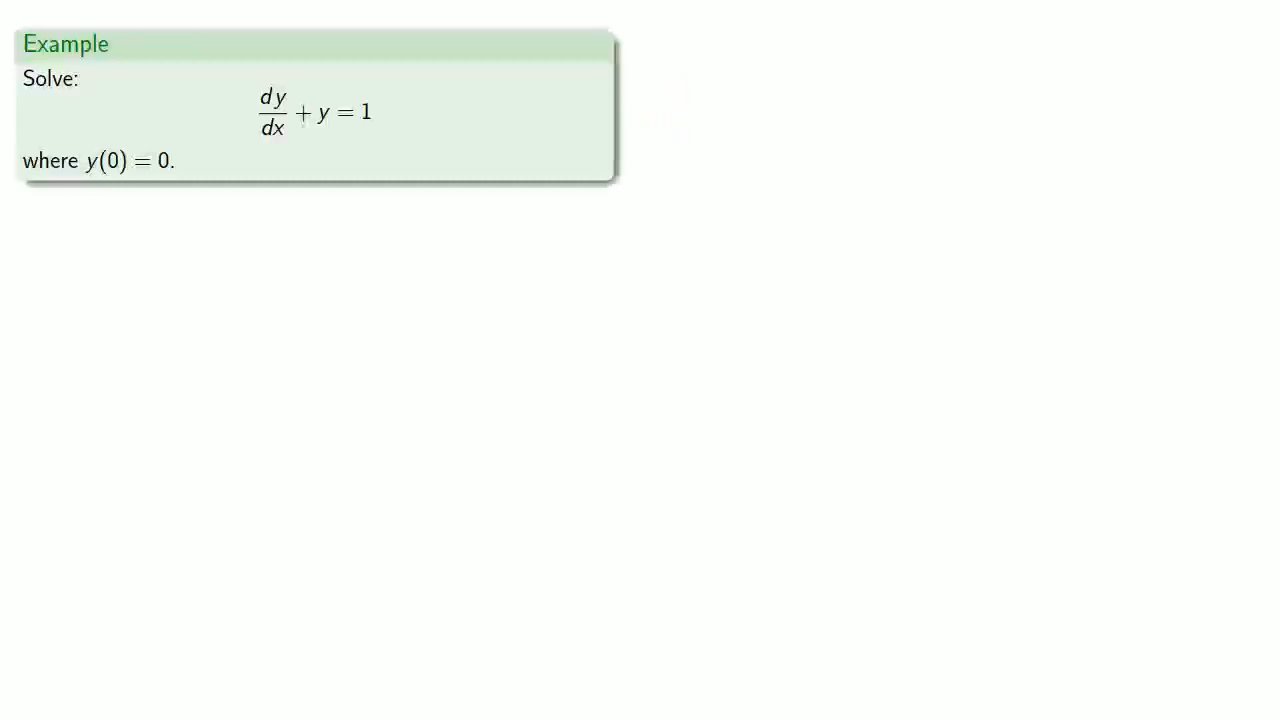 Example
Solve:
dy/dx + y = 1
where y(0) = 0.